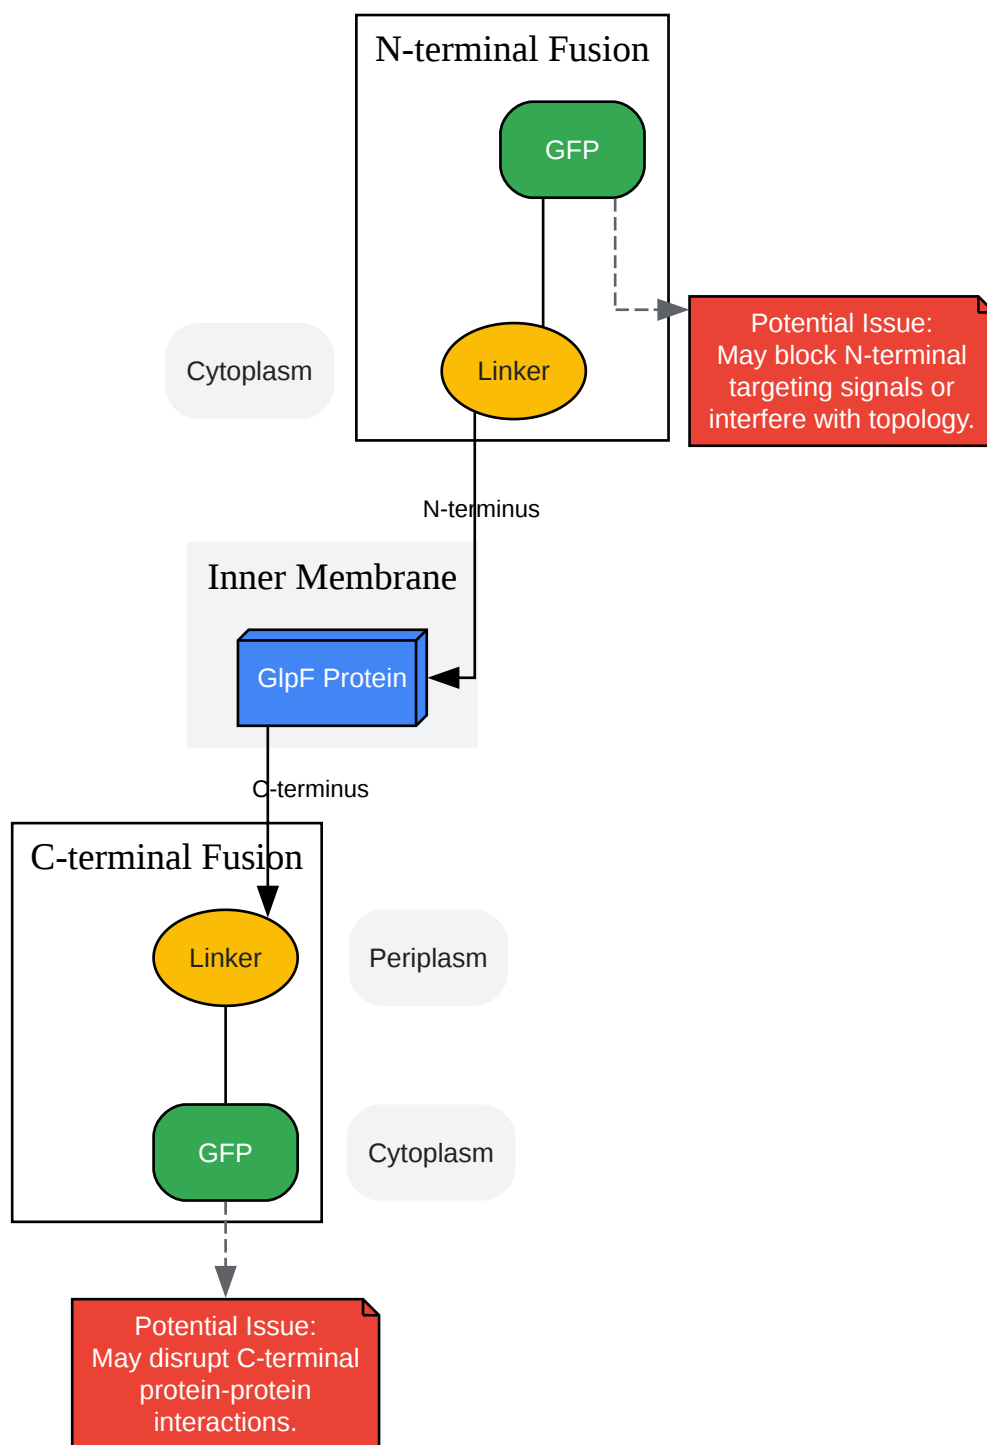 N-terminal Fusion
GFP
Potential Issue:
May block N-terminal
targeting signals or
interfere with topology.
Cytoplasm
Linker
N-terminus
Inner Membrane
GlpF Protein
C-terminus
C-terminal Fusion
Linker
Periplasm
GFP
Cytoplasm
Potential Issue:
May disrupt C-terminal
protein-protein
interactions.